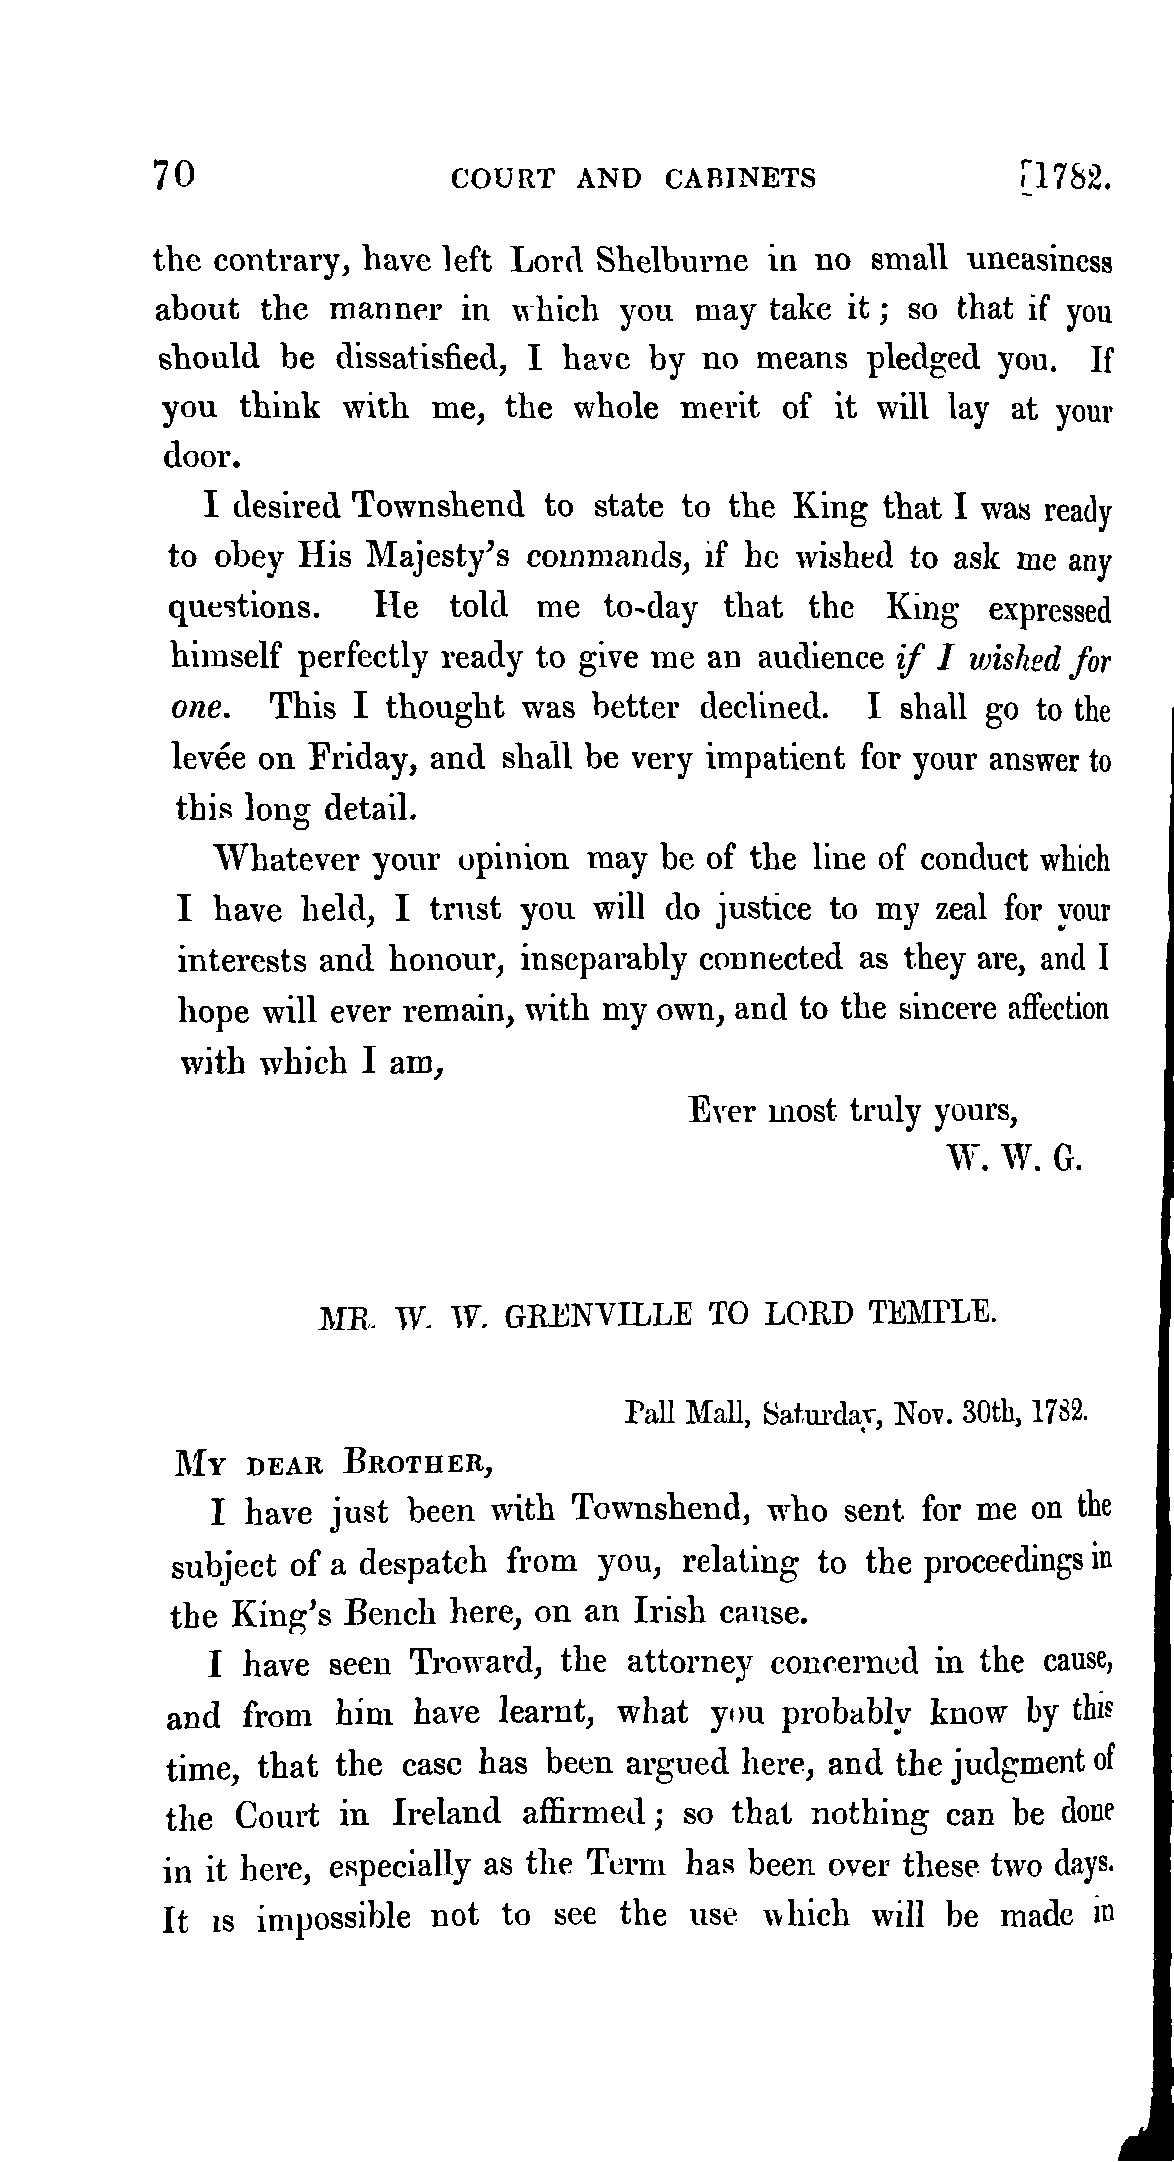 70 COURT AND CABINETS [1782.
the contrary, have left Lord Shelburne in no small uneasiness
about the manner in which you may take it; so that if you
should be dissatisfied, I have by no means pledged you. If
you think with me, the whole merit of it will lay at your
door.
I desired Townshend to state to the King that I was ready
to obey His Majesty's commands, if he wished to ask me any
questions. He told me to-day that the King expressed
himself perfectly ready to give me an audience if I wished for
one. This I thought was better declined. I shall go to the
levée on Friday, and shall be very impatient for your answer to
this long detail.
Whatever your opinion may be of the line of conduct which
I have held, I trust you will do justice to my zeal for your
interests and honour, inseparably connected as they are, and I
hope will ever remain, with my own, and to the sincere affection
with which I am,
Ever most truly yours,
W. W. G.
MR. W. W. GRENVILLE TO LORD TEMPLE.
Pall Mall, Saturday, Nov. 30th, 1782.
MY DEAR BROTHER,
I have just been with Townshend, who sent for me on the
subject of a despatch from you, relating to the proceedings in
the King's Bench here, on an Irish cause.
I have seen Troward, the attorney concerned in the cause,
and from him have learnt, what you probably know by this
time, that the case has been argued here, and the judgment of
the Court in Ireland affirmed; so that nothing can be done
in it here, especially as the Term has been over these two days.
It is impossible not to see the use which will be made in